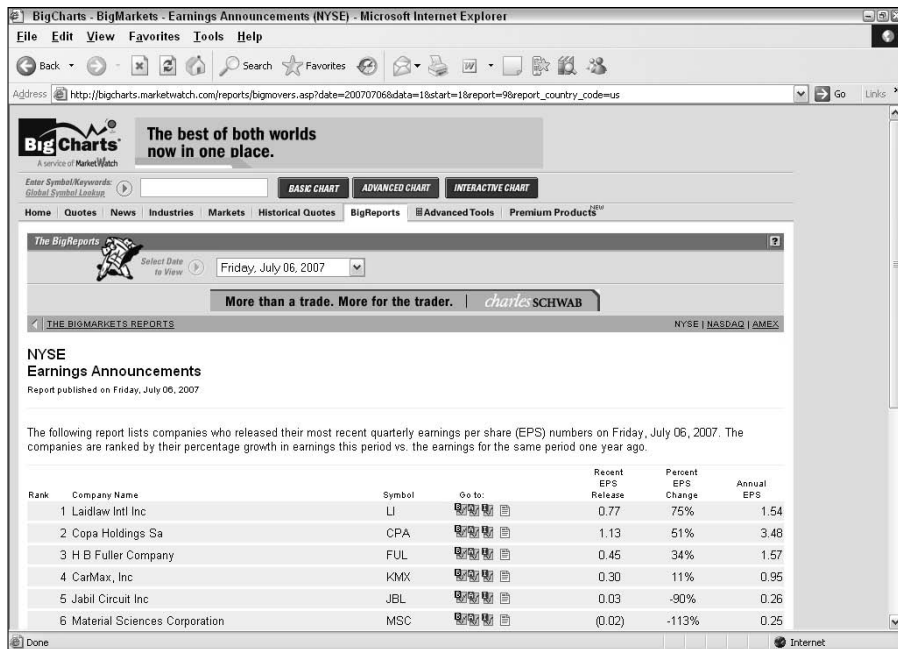 BigCharts - BigMarkets - Earnings Announcements (NYSE) - Microsoft Internet Explorer
File Edit View Favorites Tools Help
Back Search Favorites
Address http://bigcharts.marketwatch.com/reports/bigmovers.asp?date=20070706&data=1&start=1&report=9&report_country_code=us Go Links
BigCharts
A service of MarketWatch
The best of both worlds
now in one place.
Enter Symbol/Keywords:
Global Symbol Lookup
BASIC CHART ADVANCED CHART INTERACTIVE CHART
Home Quotes News Industries Markets Historical Quotes BigReports Advanced Tools Premium Products NEW
The BigReports ?
Select Date
to View
Friday, July 06, 2007
More than a trade. More for the trader. | charles SCHWAB
THE BIGMARKETS REPORTS NYSE | NASDAQ | AMEX
NYSE
Earnings Announcements
Report published on Friday, July 06, 2007
The following report lists companies who released their most recent quarterly earnings per share (EPS) numbers on Friday, July 06, 2007. The
companies are ranked by their percentage growth in earnings this period vs. the earnings for the same period one year ago.
Rank Company Name Symbol Go to: Recent EPS Release Percent EPS Change Annual EPS
1 Laidlaw Intl Inc LI 0.77 75% 1.54
2 Copa Holdings Sa CPA 1.13 51% 3.48
3 H B Fuller Company FUL 0.45 34% 1.57
4 CarMax, Inc KMX 0.30 11% 0.95
5 Jabil Circuit Inc JBL 0.03 -90% 0.26
6 Material Sciences Corporation MSC (0.02) -113% 0.25
Done Internet